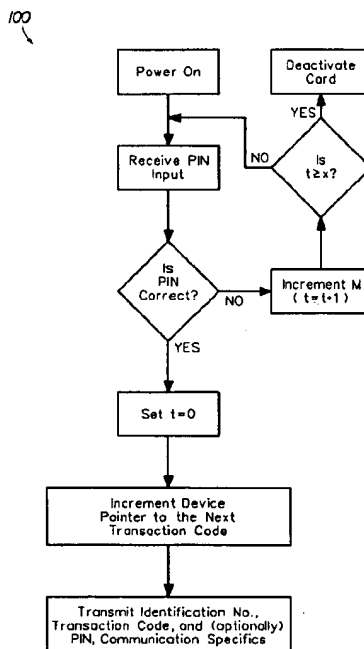 100
Power On
Deactivate
Card
YES
Receive PIN
Input
NO
Is
t≥x?
Is
PIN
Correct?
NO
Increment M
(t=t+1)
YES
Set t=0
Increment Device
Pointer to the Next
Transaction Code
Transmit Identification No.,
Transaction Code, and (optionally)
PIN, Communication Specifics